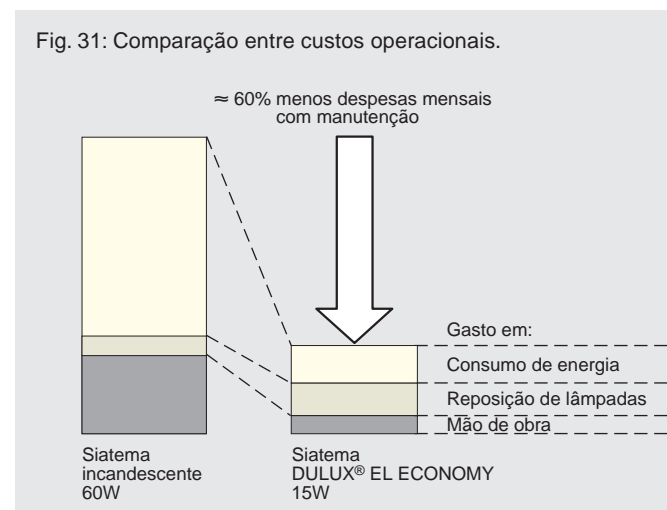 Fig. 31: Comparação entre custos operacionais.
≈ 60% menos despesas mensais
com manutenção
Gasto em:
Consumo de energia
Reposição de lâmpadas
Mão de obra
Siatema
incandescente
60W
Siatema
DULUX® EL ECONOMY
15W